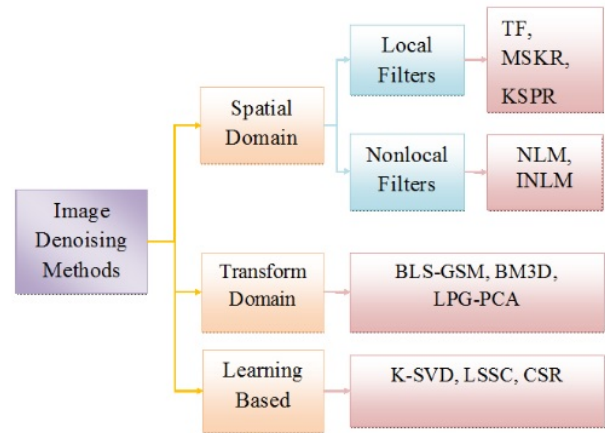 Image
Denoising
Methods
Spatial
Domain
Local
Filters
TF,
MSKR,
KSPR
Nonlocal
Filters
NLM,
INLM
Transform
Domain
BLS-GSM, BM3D,
LPG-PCA
Learning
Based
K-SVD, LSSC, CSR